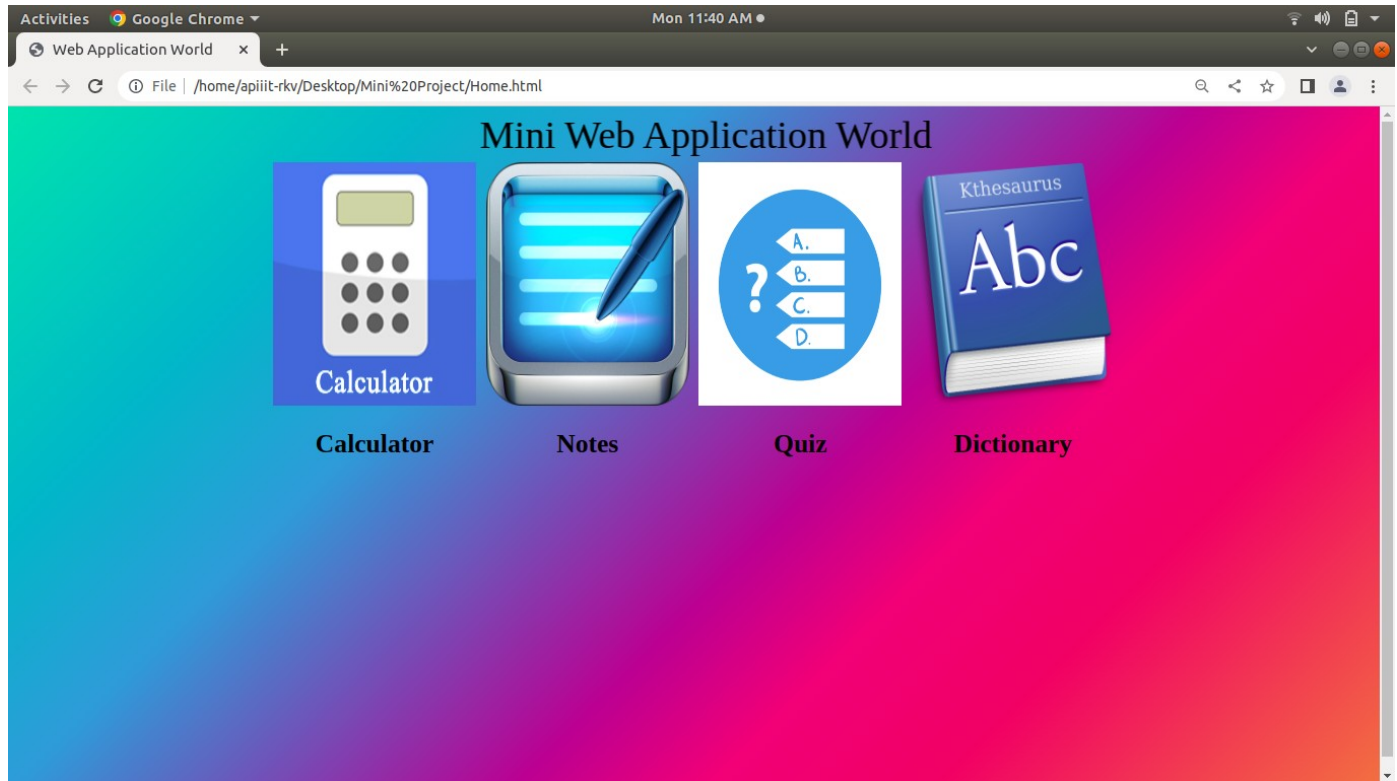 Activities Google Chrome Mon 11:40 AM
Web Application World
File /home/apiiit-rkv/Desktop/Mini%20Project/Home.html
Mini Web Application World
Kthesaurus
Abc
?
A.
B.
C.
D.
Calculator
Calculator Notes Quiz Dictionary